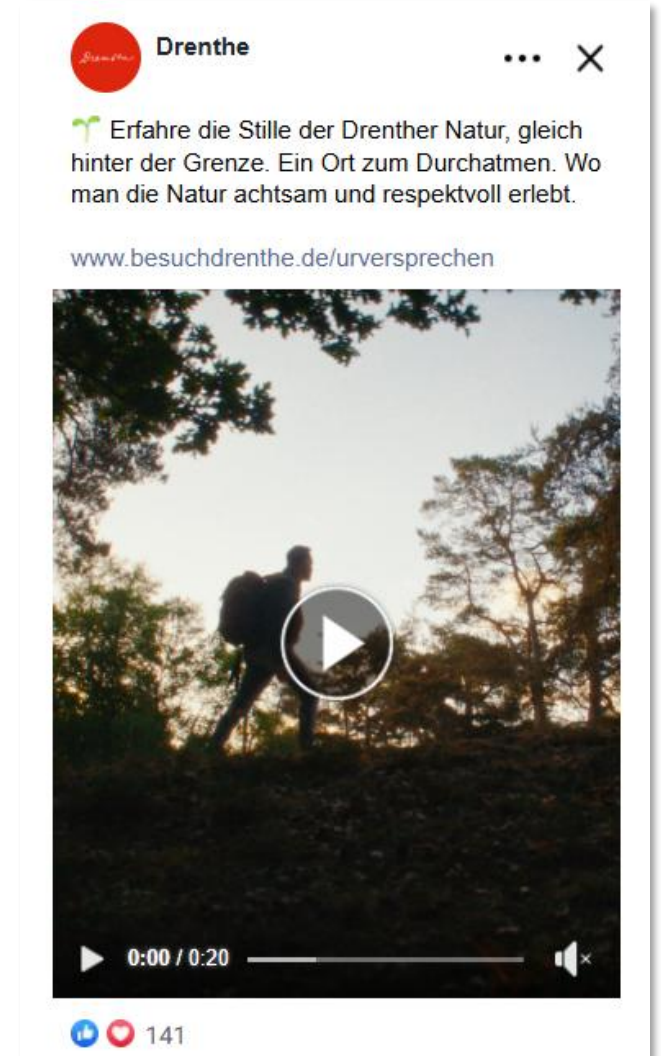 Drenthe
Drenthe
🌱 Erfahre die Stille der Drenther Natur, gleich
hinter der Grenze. Ein Ort zum Durchatmen. Wo
man die Natur achtsam und respektvoll erlebt.
www.besuchdrenthe.de/urversprechen
0:00 / 0:20
141